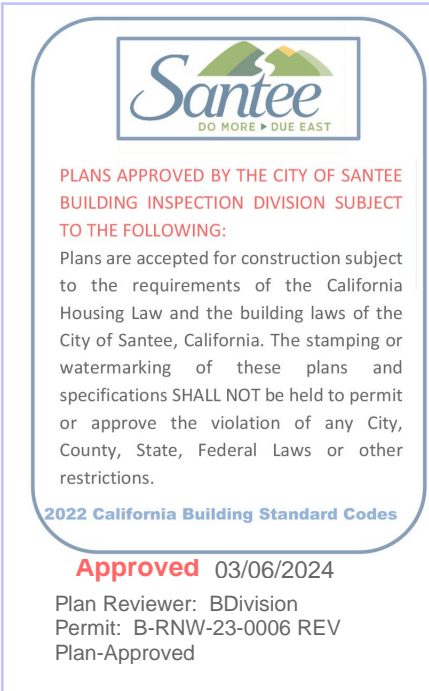 Santee
DO MORE ▸ DUE EAST
PLANS APPROVED BY THE CITY OF SANTEE
BUILDING INSPECTION DIVISION SUBJECT
TO THE FOLLOWING:
Plans are accepted for construction subject
to the requirements of the California
Housing Law and the building laws of the
City of Santee, California. The stamping or
watermarking of these plans and
specifications SHALL NOT be held to permit
or approve the violation of any City,
County, State, Federal Laws or other
restrictions.
2022 California Building Standard Codes
Approved 03/06/2024
Plan Reviewer: BDivision
Permit: B-RNW-23-0006 REV
Plan-Approved